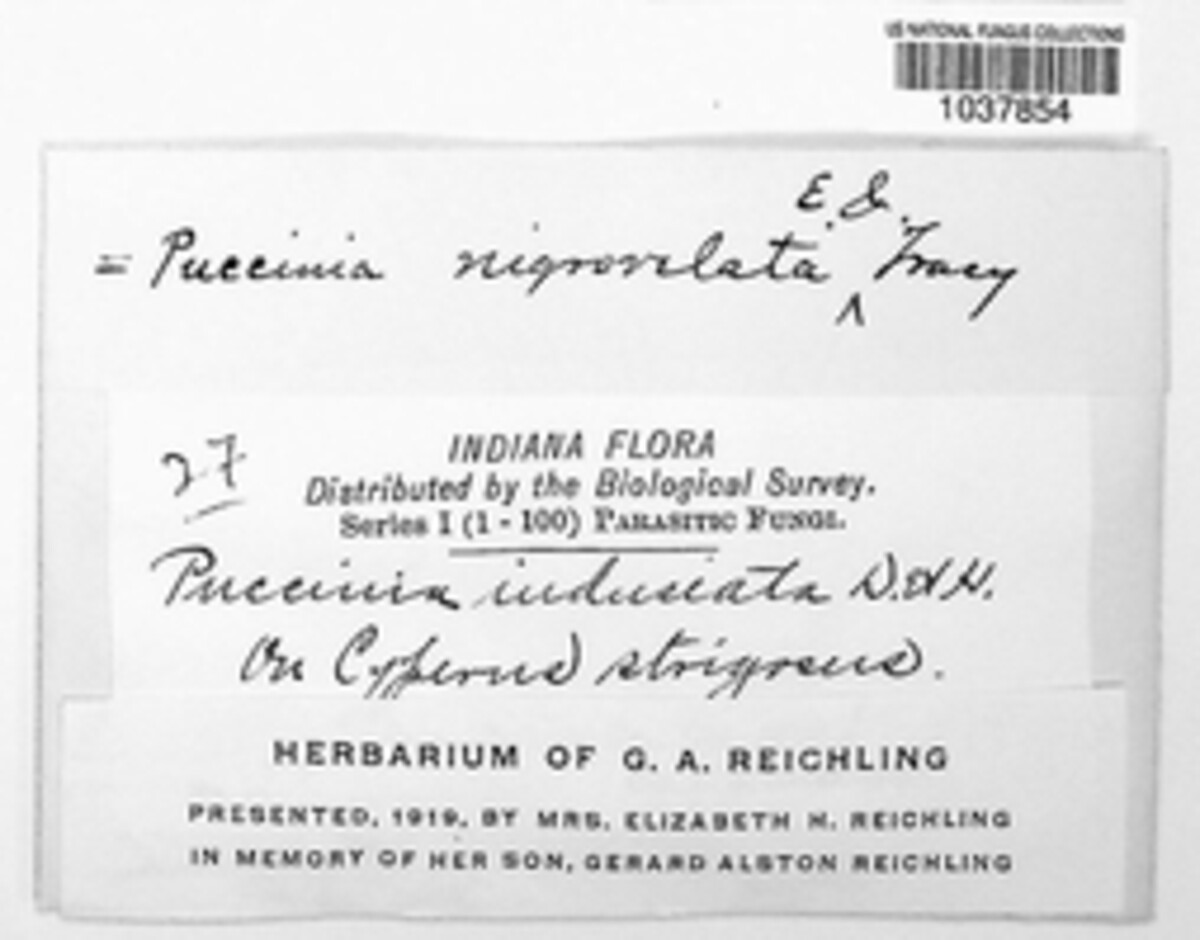 US NATIONAL FUNGUS COLLECTIONS
1037854
E. &.
= Puccinia nigrovelata ^ Tracy
27
INDIANA FLORA
Distributed by the Biological Survey.
Series I (1 - 100) PARASITIC FUNGI.
Puccinia indusiata D. & H.
On Cyperus strigosus.
HERBARIUM OF G. A. REICHLING
PRESENTED, 1919, BY MRS. ELIZABETH H. REICHLING
IN MEMORY OF HER SON, GERARD ALSTON REICHLING